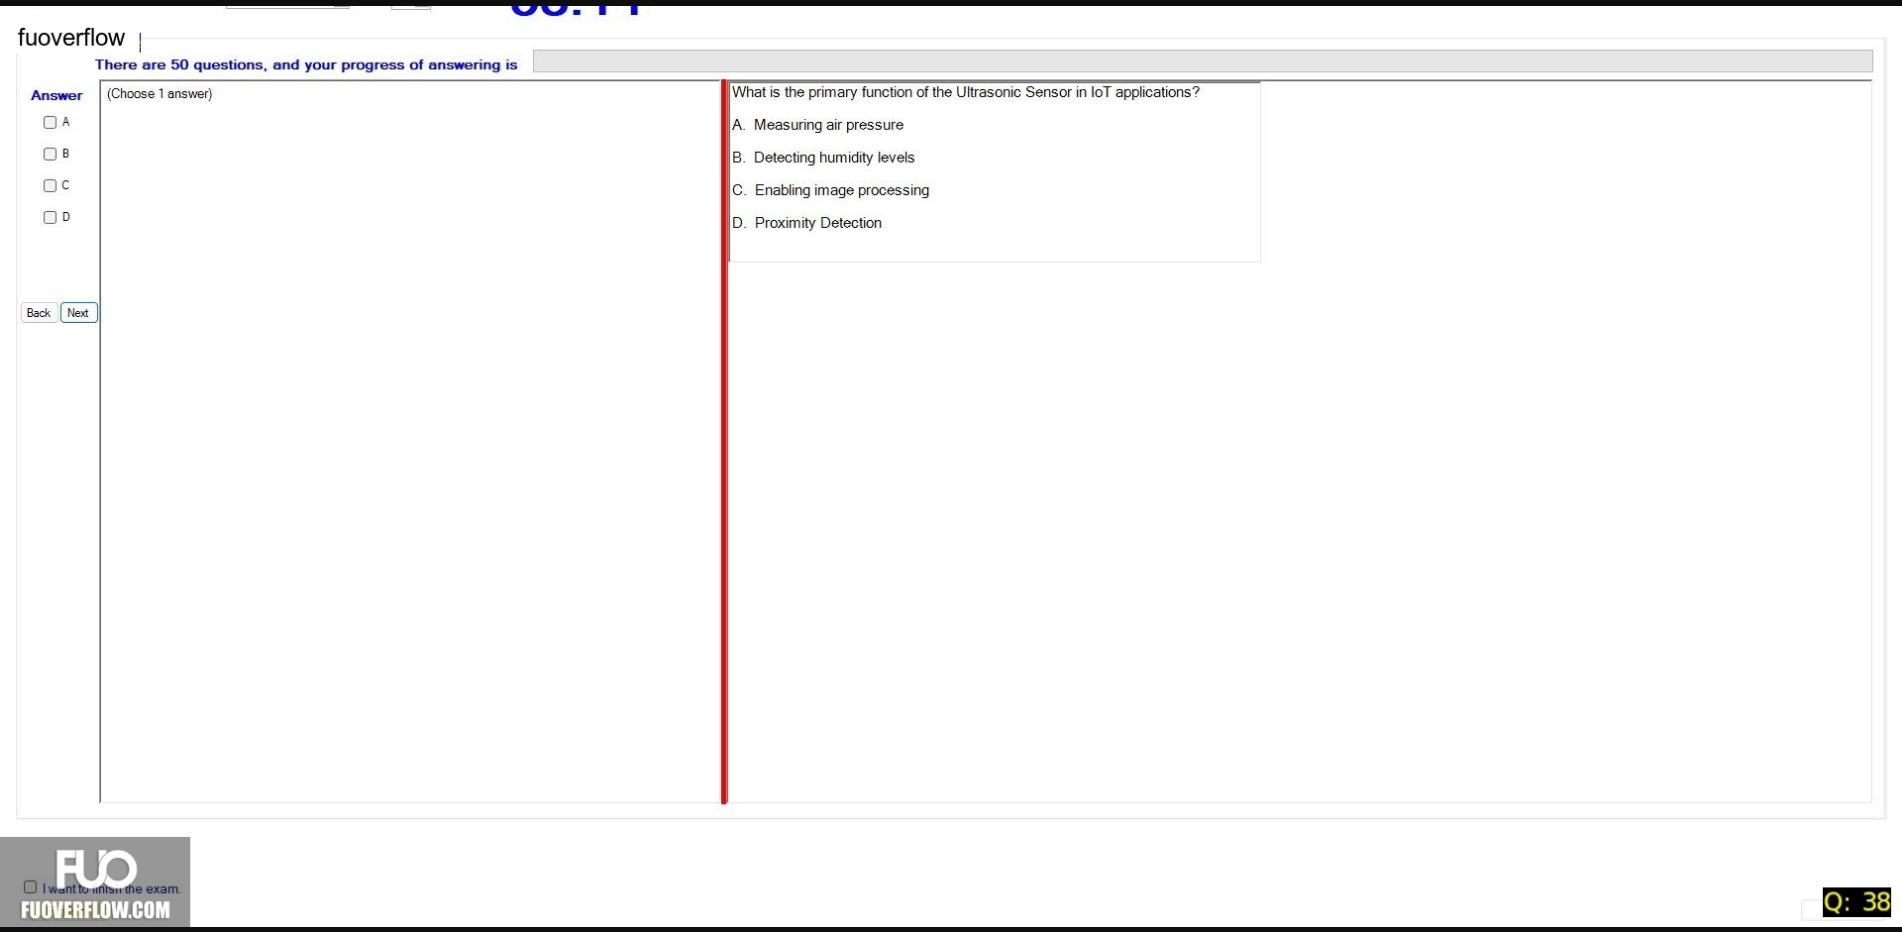 fuoverflow
There are 50 questions, and your progress of answering is
Answer
(Choose 1 answer)
A
B
C
D
Back
Next
What is the primary function of the Ultrasonic Sensor in IoT applications?
A. Measuring air pressure
B. Detecting humidity levels
C. Enabling image processing
D. Proximity Detection
FUO
I want to finish the exam.
FUOVERFLOW.COM
Q: 38